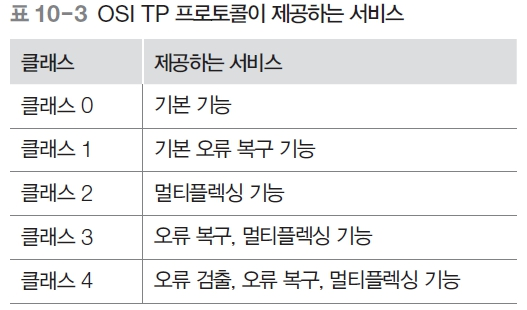 표 10-3 OSI TP 프로토콜이 제공하는 서비스
클래스 제공하는 서비스
클래스 0 기본 기능
클래스 1 기본 오류 복구 기능
클래스 2 멀티플렉싱 기능
클래스 3 오류 복구, 멀티플렉싱 기능
클래스 4 오류 검출, 오류 복구, 멀티플렉싱 기능